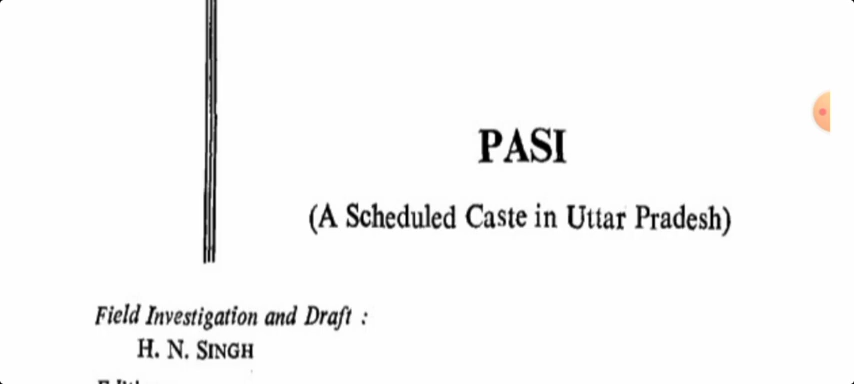 PASI
(A Scheduled Caste in Uttar Pradesh)
Field Investigation and Draft :
H. N. SINGH